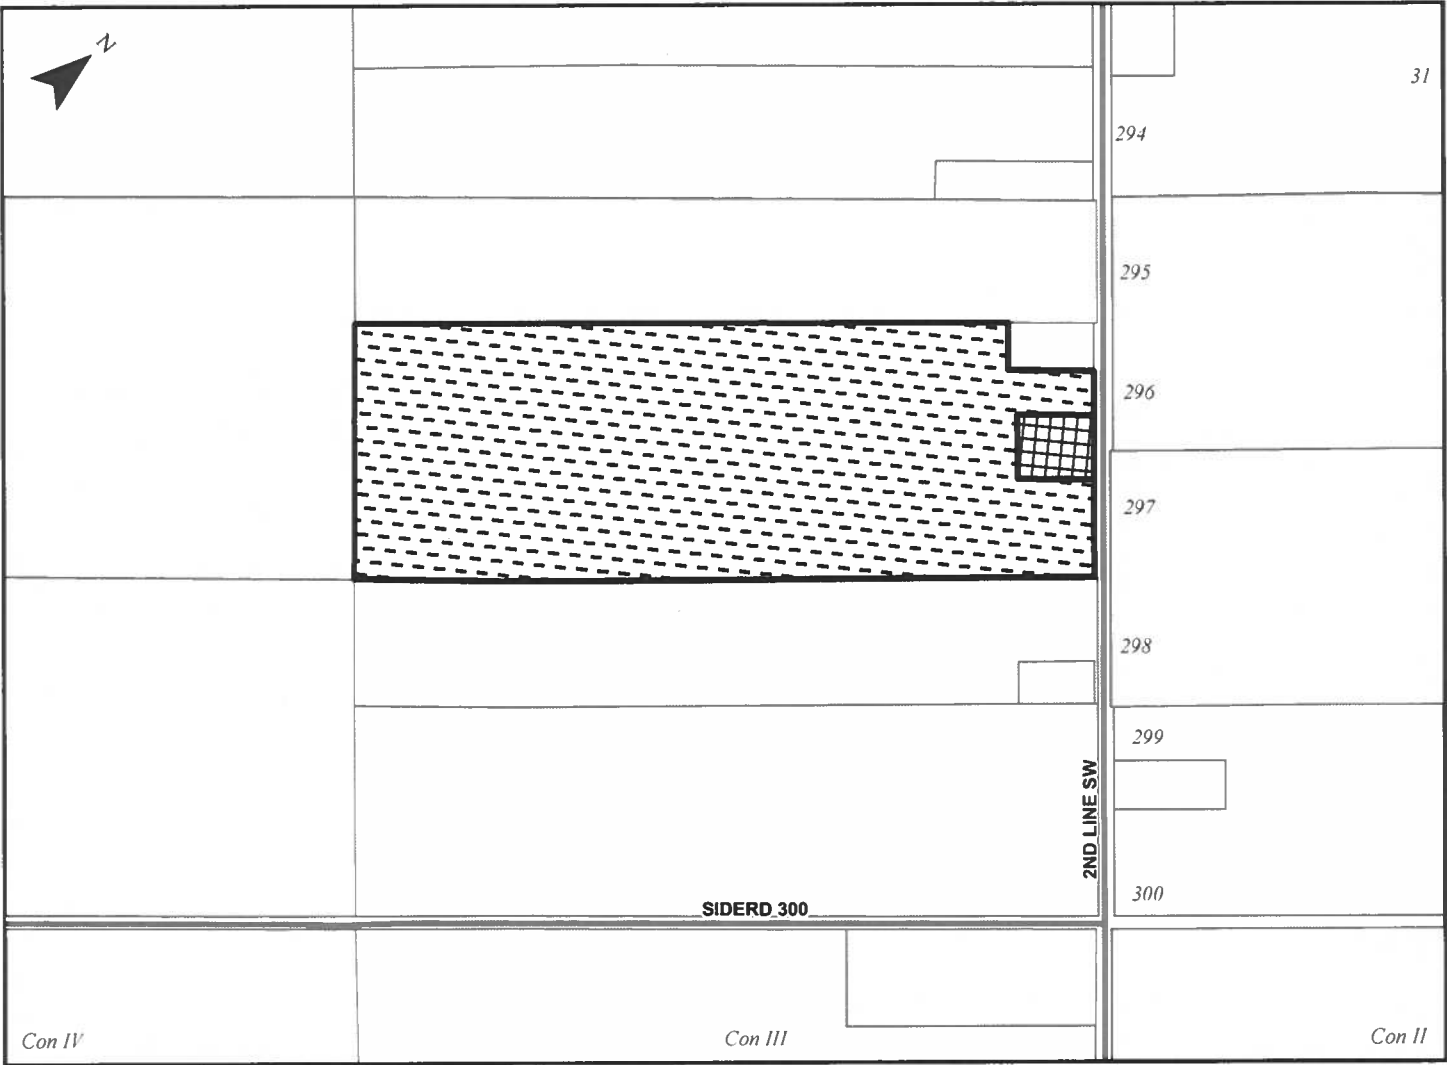 N
31
294
295
296
297
298
299
2ND LINE SW
300
SIDERD 300
Con IV
Con III
Con II